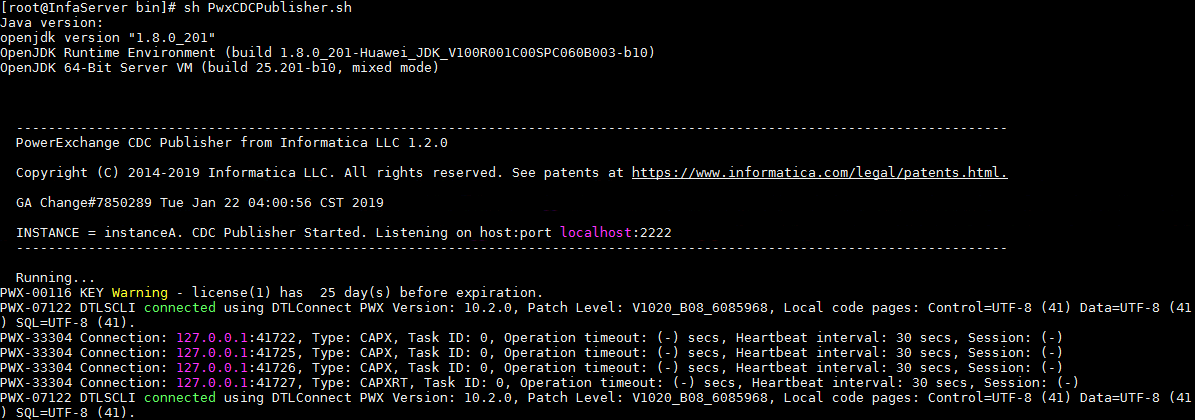 [root@InfaServer bin]# sh PwxCDCPublisher.sh
Java version:
openjdk version "1.8.0_201"
OpenJDK Runtime Environment (build 1.8.0_201-Huawei_JDK_V100R001C00SPC060B003-b10)
OpenJDK 64-Bit Server VM (build 25.201-b10, mixed mode)
----------------------------------------------------------------------------------------------------------------------------
PowerExchange CDC Publisher from Informatica LLC 1.2.0
Copyright (C) 2014-2019 Informatica LLC. All rights reserved. See patents at https://www.informatica.com/legal/patents.html.
GA Change#7850289 Tue Jan 22 04:00:56 CST 2019
INSTANCE = instanceA. CDC Publisher Started. Listening on host:port localhost:2222
----------------------------------------------------------------------------------------------------------------------------
Running...
PWX-00116 KEY Warning - license(1) has  25 day(s) before expiration.
PWX-07122 DTLSCLI connected using DTLConnect PWX Version: 10.2.0, Patch Level: V1020_B08_6085968, Local code pages: Control=UTF-8 (41) Data=UTF-8 (41
) SQL=UTF-8 (41).
PWX-33304 Connection: 127.0.0.1:41722, Type: CAPX, Task ID: 0, Operation timeout: (-) secs, Heartbeat interval: 30 secs, Session: (-)
PWX-33304 Connection: 127.0.0.1:41725, Type: CAPX, Task ID: 0, Operation timeout: (-) secs, Heartbeat interval: 30 secs, Session: (-)
PWX-33304 Connection: 127.0.0.1:41726, Type: CAPX, Task ID: 0, Operation timeout: (-) secs, Heartbeat interval: 30 secs, Session: (-)
PWX-33304 Connection: 127.0.0.1:41727, Type: CAPXRT, Task ID: 0, Operation timeout: (-) secs, Heartbeat interval: 30 secs, Session: (-)
PWX-07122 DTLSCLI connected using DTLConnect PWX Version: 10.2.0, Patch Level: V1020_B08_6085968, Local code pages: Control=UTF-8 (41) Data=UTF-8 (41
) SQL=UTF-8 (41).